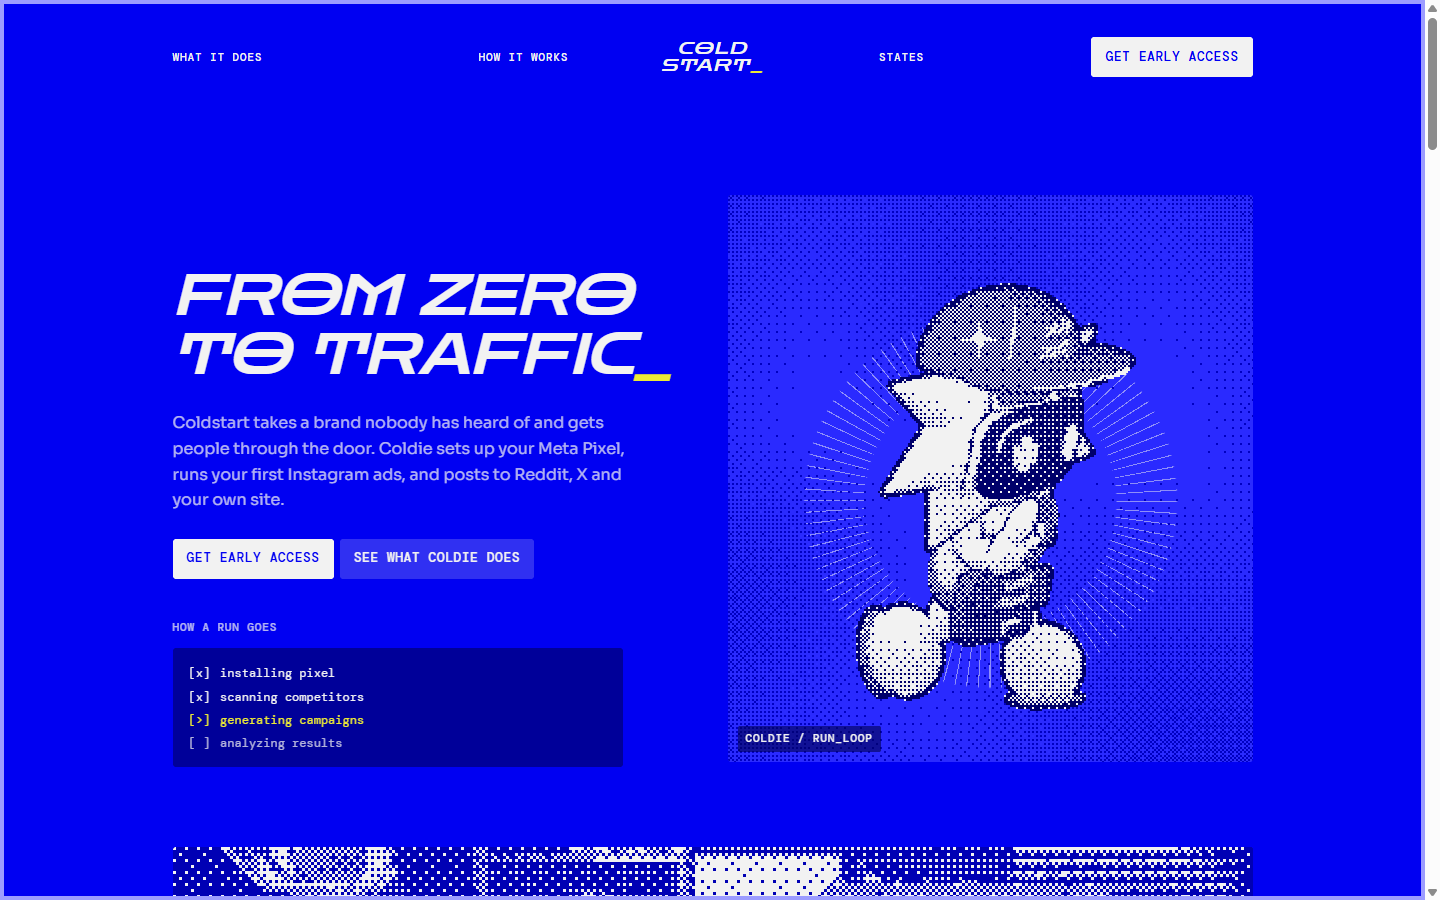 WHAT IT DOES
HOW IT WORKS
COLD
START_
STATES
GET EARLY ACCESS
FROM ZERO
TO TRAFFIC_
Coldstart takes a brand nobody has heard of and gets
people through the door. Coldie sets up your Meta Pixel,
runs your first Instagram ads, and posts to Reddit, X and
your own site.
GET EARLY ACCESS
SEE WHAT COLDIE DOES
HOW A RUN GOES
[x] installing pixel
[x] scanning competitors
[>] generating campaigns
[ ] analyzing results
COLDIE / RUN_LOOP